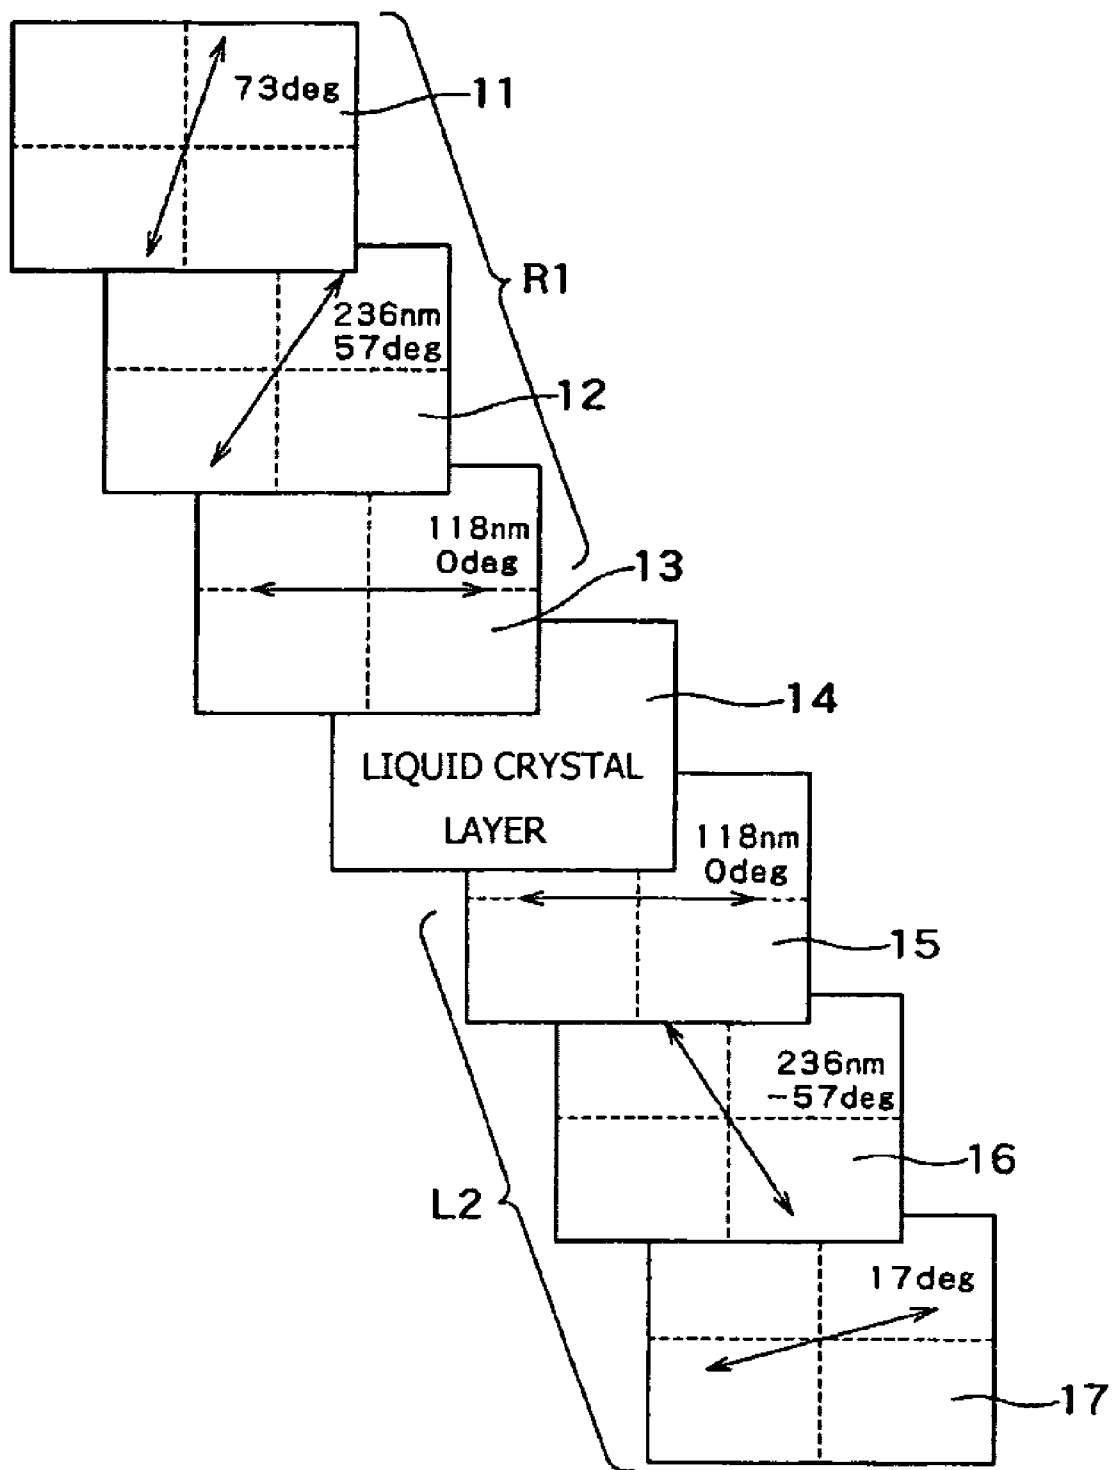 73deg
11
R1
236nm
57deg
12
118nm
0deg
13
14
LIQUID CRYSTAL
LAYER
118nm
0deg
15
236nm
-57deg
16
L2
17deg
17